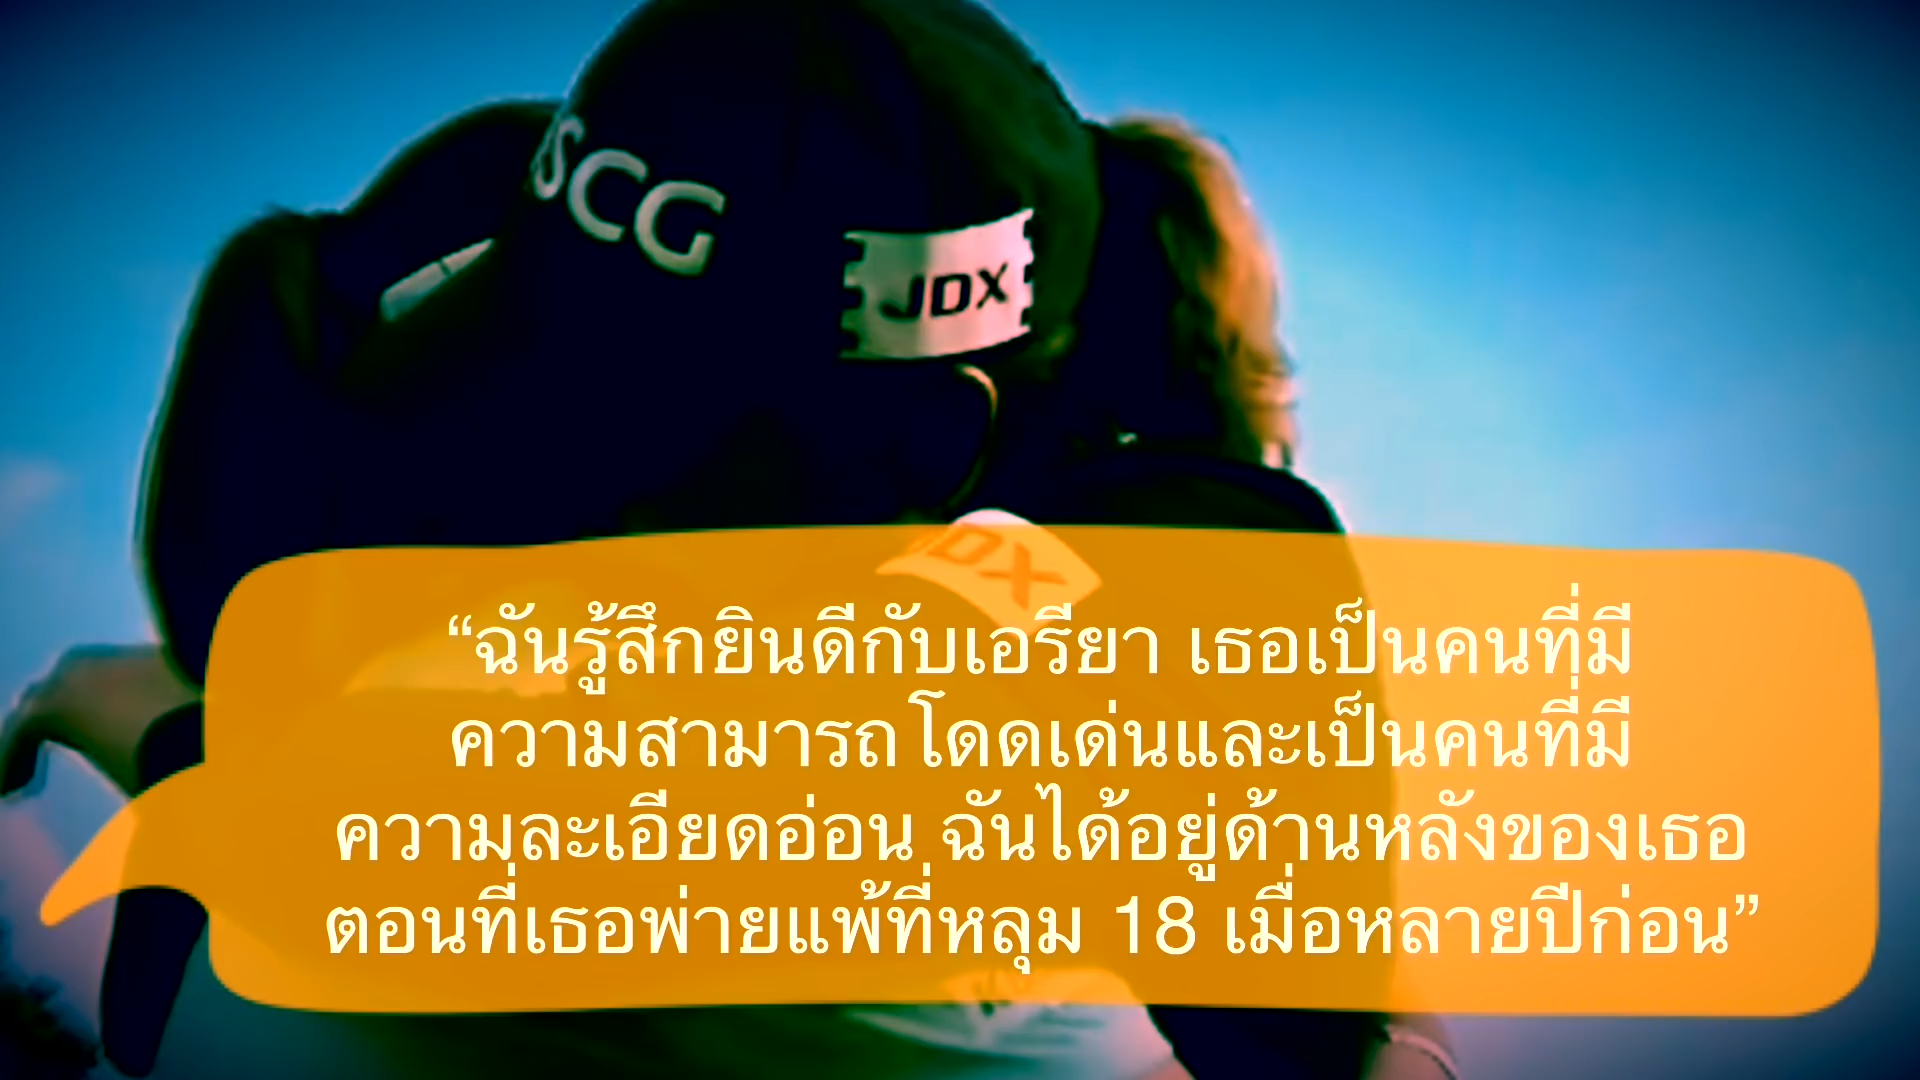 SCG
JDX
DX
“ฉันรู้สึกยินดีกับเอรียา เธอเป็นคนที่มี
ความสามารถโดดเด่นและเป็นคนที่มี
ความละเอียดอ่อน ฉันได้อยู่ด้านหลังของเธอ
ตอนที่เธอพ่ายแพ้ที่หลุม 18 เมื่อหลายปีก่อน”